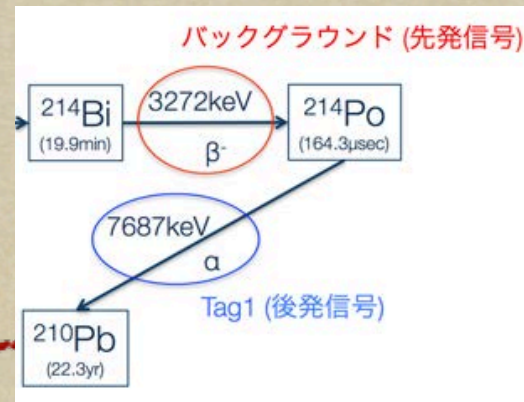 バックグラウンド (先発信号)
²¹⁴Bi
(19.9min)
3272keV
β⁻
²¹⁴Po
(164.3μsec)
7687keV
α
Tag1 (後発信号)
²¹⁰Pb
(22.3yr)